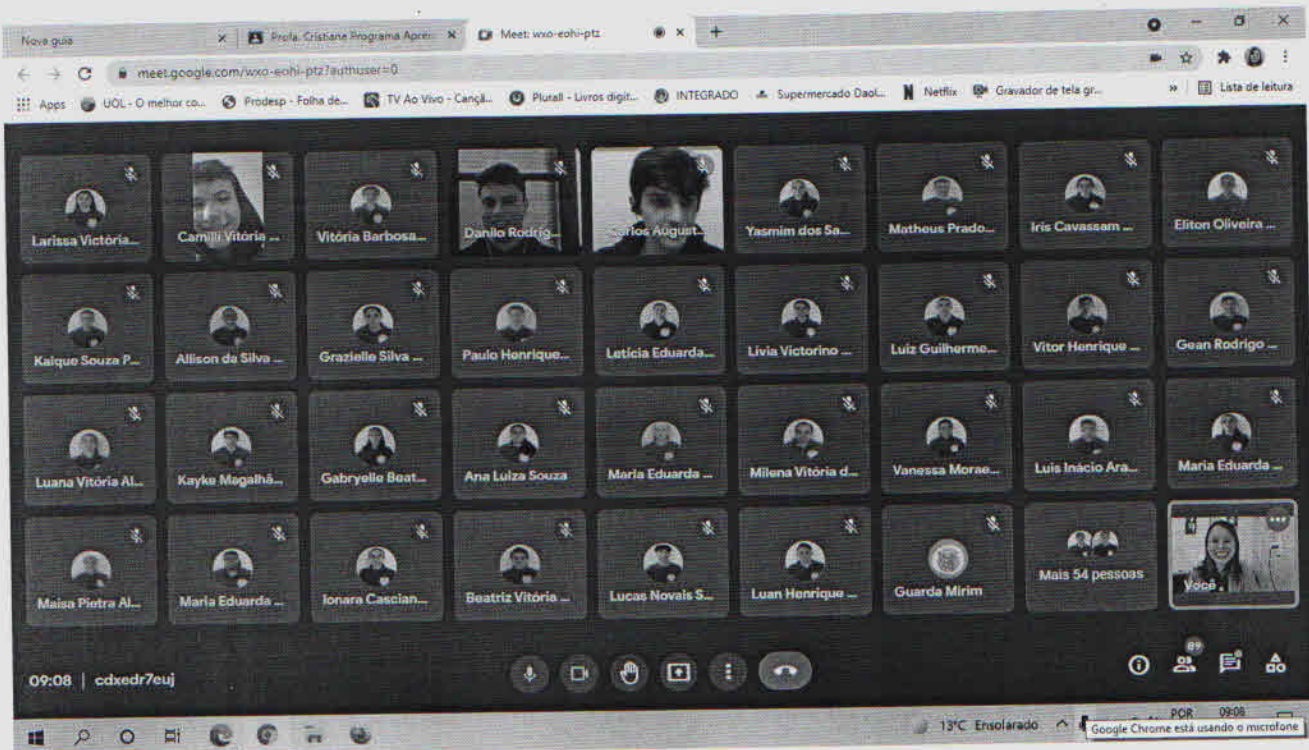 Nova guia
Profa. Cristiane Programa Apren
Meet: wxo-eohi-ptz
meet.google.com/wxo-eohi-ptz?authuser=0
Apps
UOL - O melhor co...
Prodesp - Folha de...
TV Ao Vivo - Cançã...
Plurall - Livros digit...
INTEGRADO
Supermercado Daol...
Netflix
Gravador de tela gr...
»
Lista de leitura
Larissa Victória...
Camilli Vitória ...
Vitória Barbosa...
Danilo Rodrig...
Carlos August...
Yasmim dos Sa...
Matheus Prado...
Iris Cavassam ...
Eliton Oliveira ...
Kaique Souza P...
Allison da Silva ...
Grazielle Silva ...
Paulo Henrique...
Letícia Eduarda...
Livia Victorino ...
Luiz Guilherme...
Vitor Henrique ...
Gean Rodrigo ...
Luana Vitória Al...
Kayke Magalhã...
Gabryelle Beat...
Ana Luiza Souza
Maria Eduarda ...
Milena Vitória d...
Vanessa Morae...
Luis Inácio Ara...
Maria Eduarda ...
Maisa Pietra Al...
Maria Eduarda ...
Ionara Cascian...
Beatriz Vitória ...
Lucas Novais S...
Luan Henrique ...
Guarda Mirim
Mais 54 pessoas
Você
09:08 | cdxedr7euj
89
13°C Ensolarado
POR
09:08
Google Chrome está usando o microfone